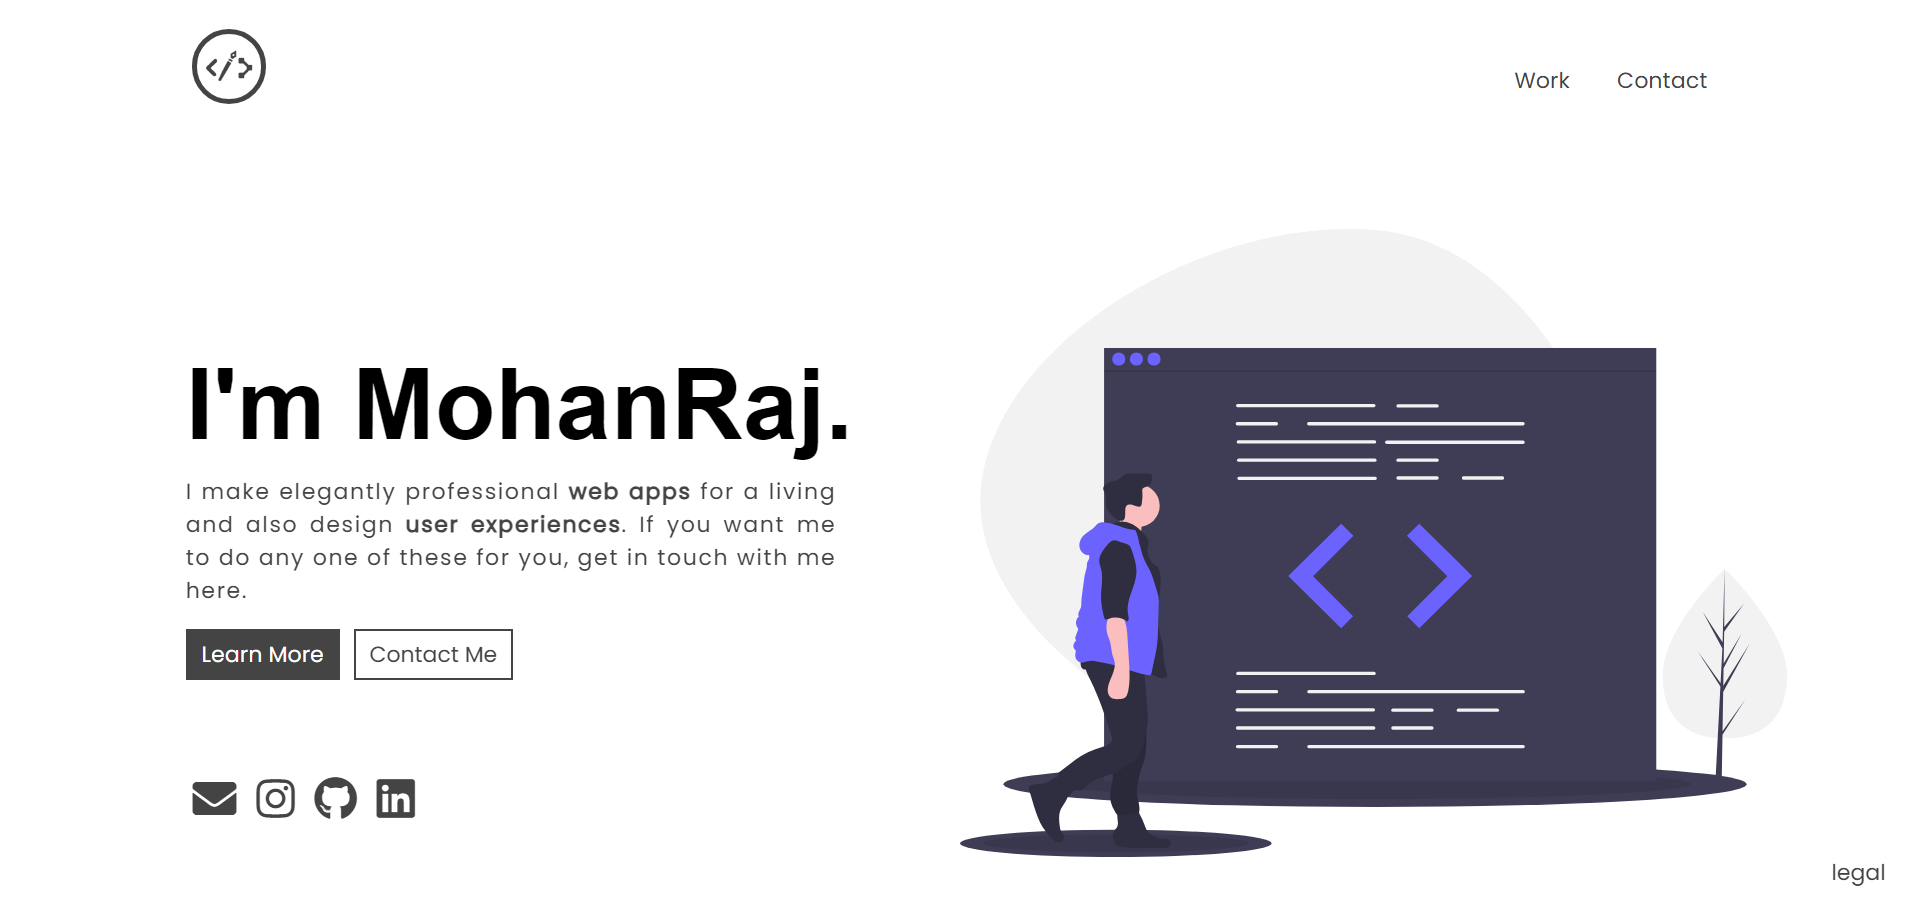 Work Contact
I'm MohanRaj.
I make elegantly professional web apps for a living
and also design user experiences. If you want me
to do any one of these for you, get in touch with me
here.
Learn More Contact Me
legal